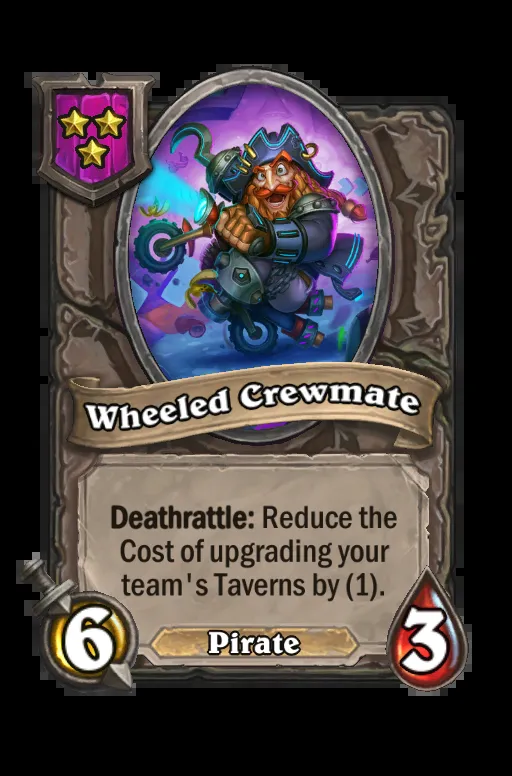 Wheeled Crewmate
Deathrattle: Reduce the
Cost of upgrading your
team's Taverns by (1).
6
Pirate
3